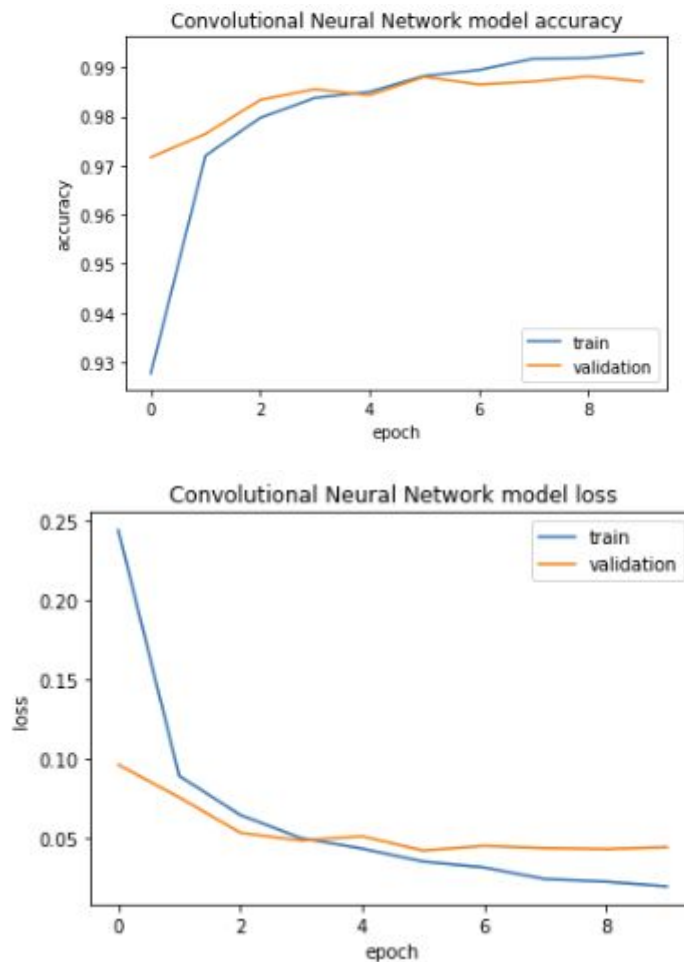 Convolutional Neural Network model accuracy
0.99
0.98
0.97
0.96
0.95
0.94
0.93
accuracy
train
validation
0 2 4 6 8
epoch
Convolutional Neural Network model loss
0.25
0.20
0.15
0.10
0.05
loss
train
validation
0 2 4 6 8
epoch